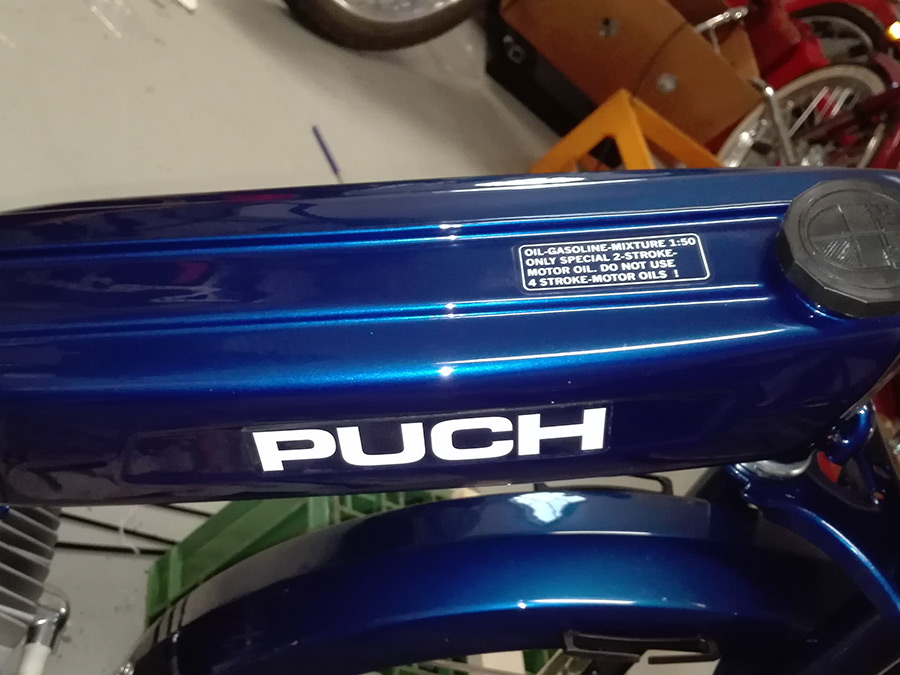 OIL-GASOLINE-MIXTURE 1:50
ONLY SPECIAL 2-STROKE-
MOTOR OIL. DO NOT USE
4 STROKE-MOTOR OILS !
PUCH